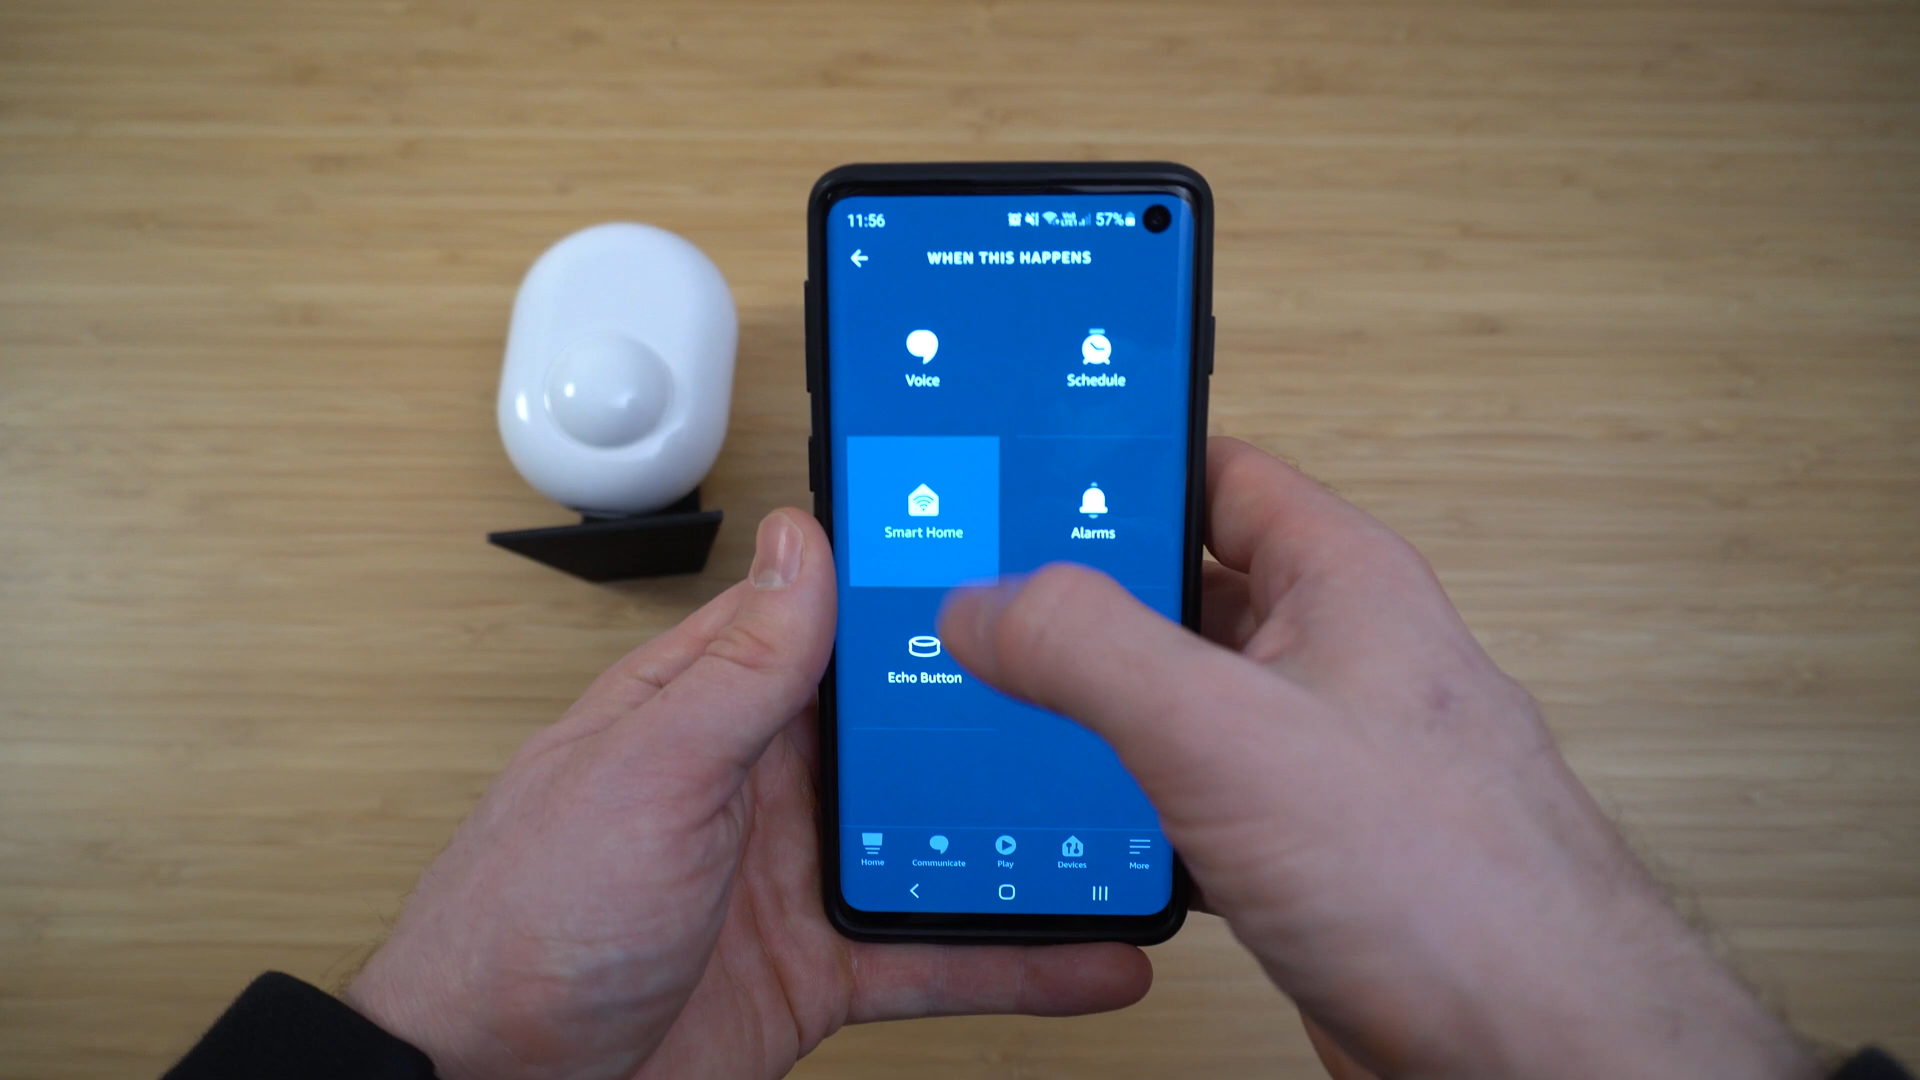 11:56
57%
WHEN THIS HAPPENS
Voice
Schedule
Smart Home
Alarms
Echo Button
Home
Communicate
Play
Devices
More